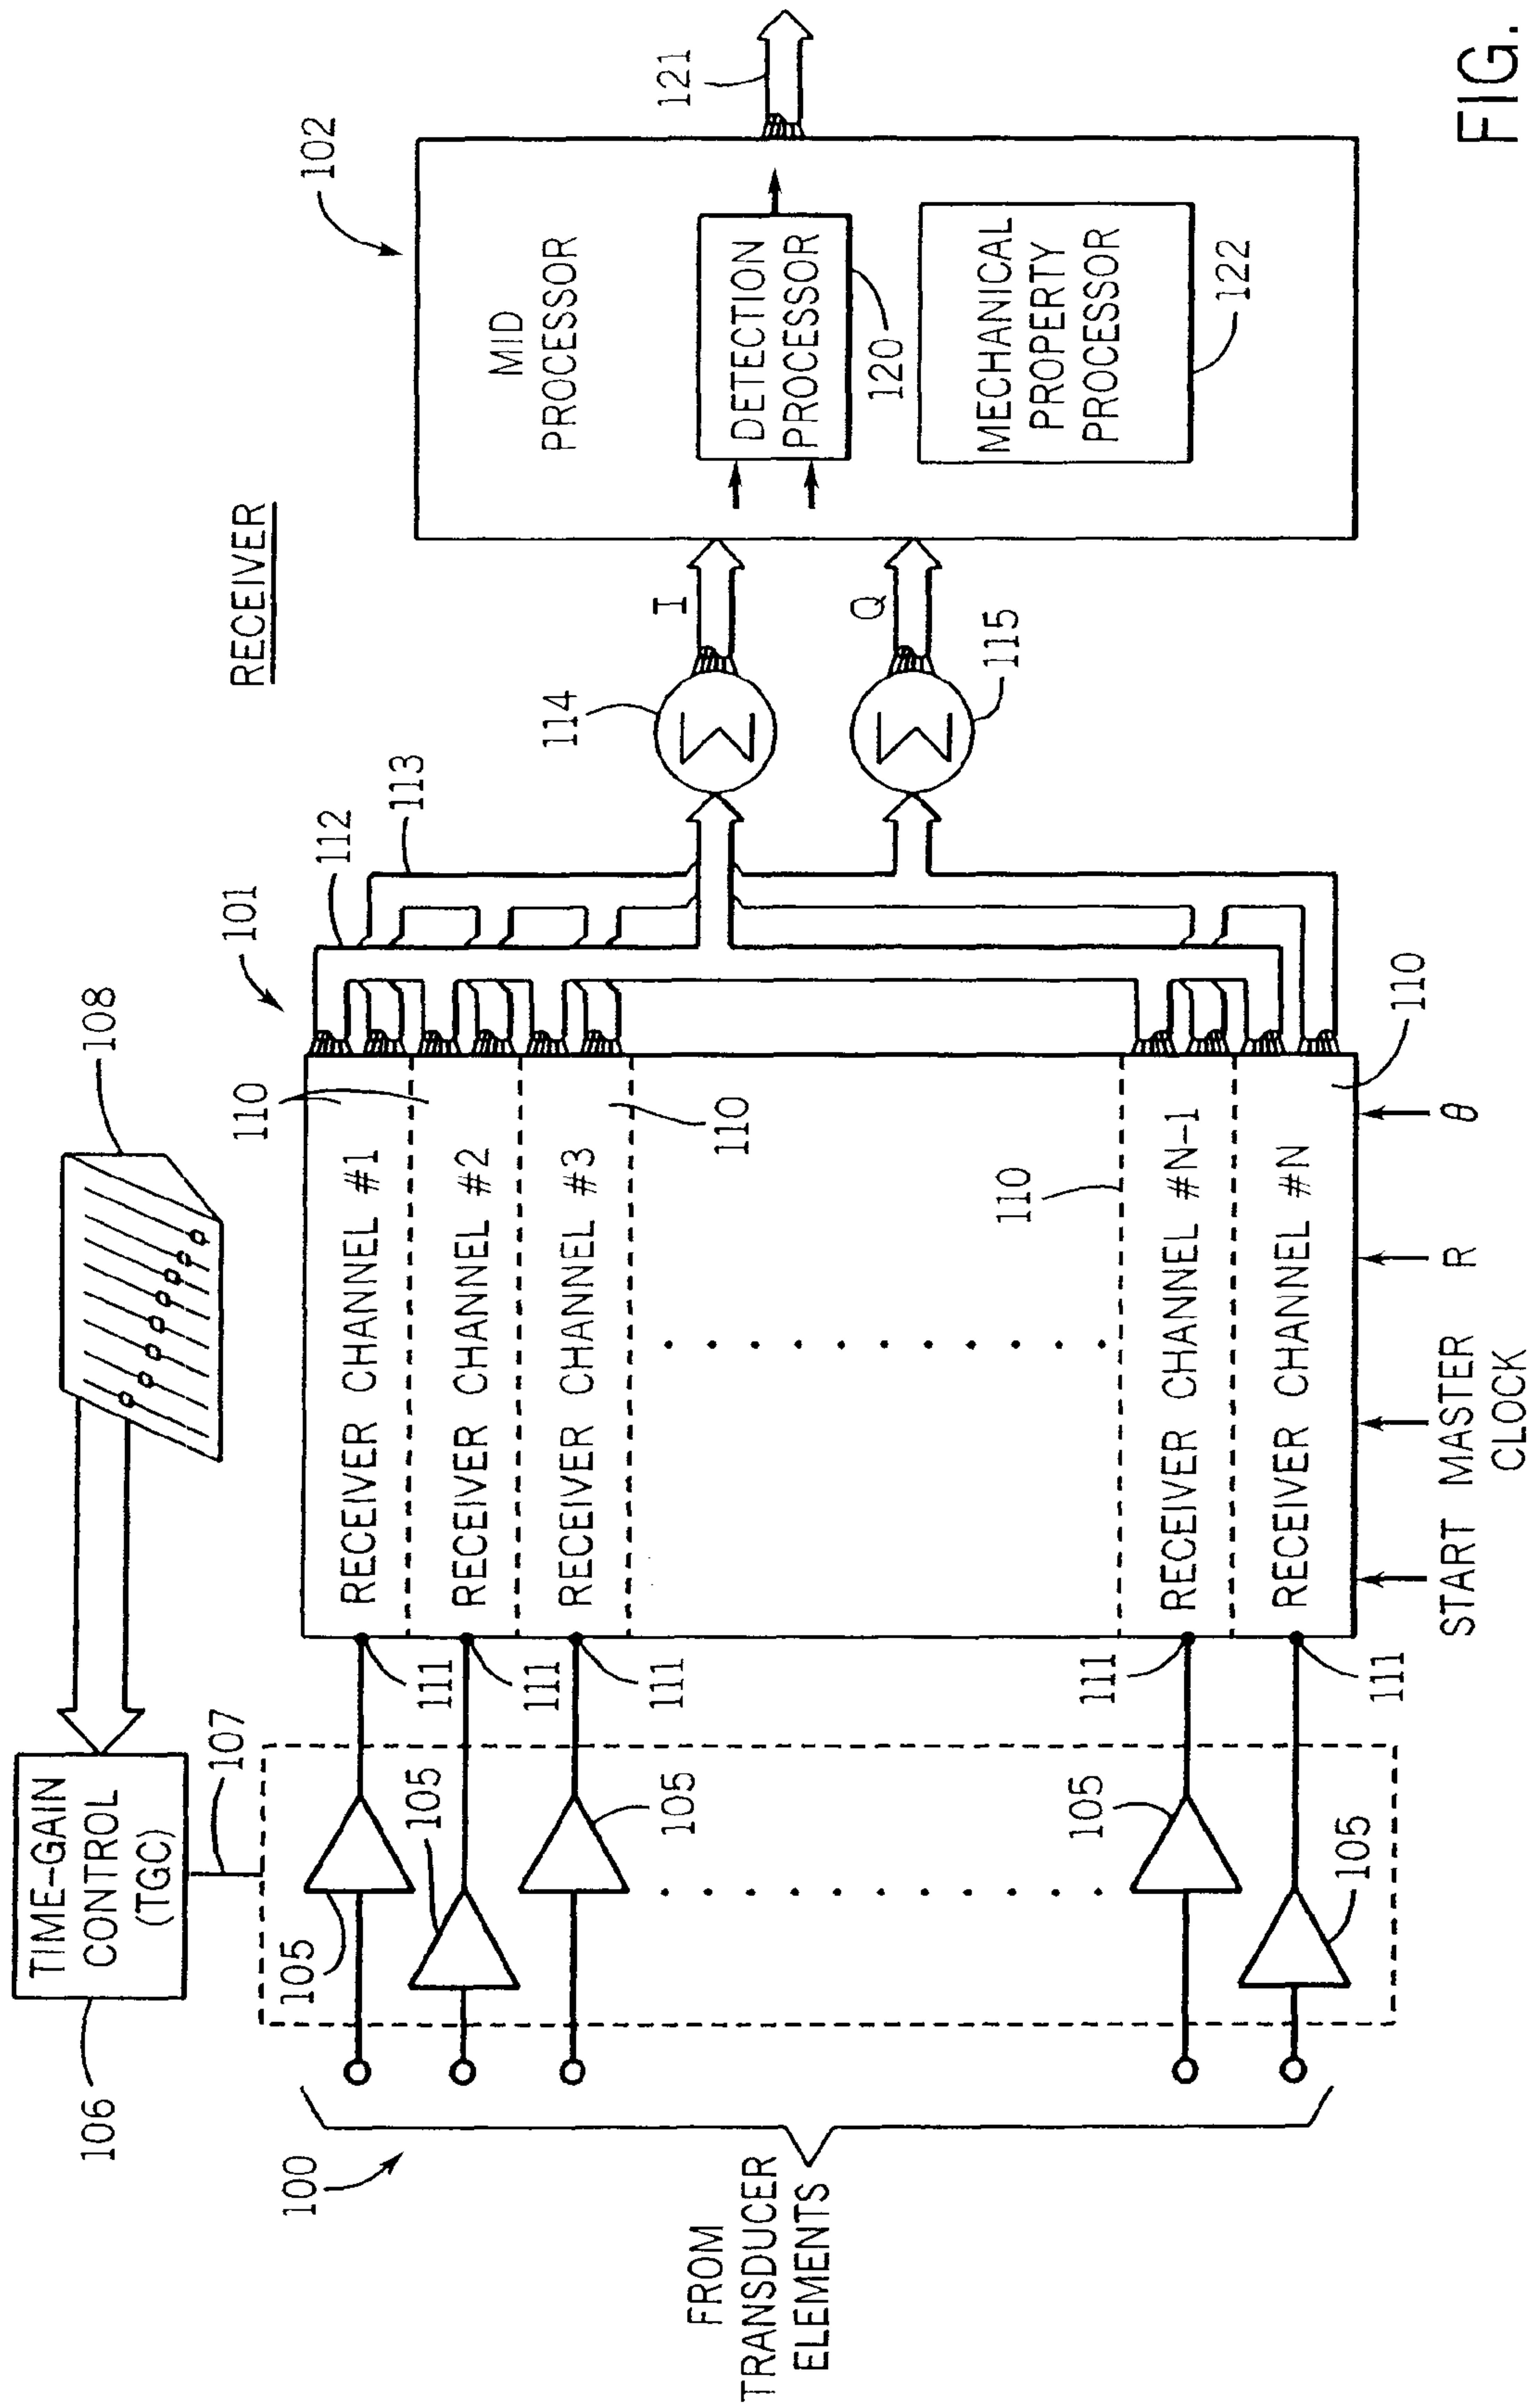 RECEIVER
108
TIME-GAIN
CONTROL
(TGC)
106
107
100
FROM
TRANSDUCER
ELEMENTS
105
105
105
105
105
111
111
111
111
111
101
RECEIVER CHANNEL #1
RECEIVER CHANNEL #2
RECEIVER CHANNEL #3
RECEIVER CHANNEL #N-1
RECEIVER CHANNEL #N
110
110
110
110
START
MASTER
CLOCK
R
θ
112
113
114
Σ
I
115
Σ
Q
102
MID
PROCESSOR
DETECTION
PROCESSOR
120
MECHANICAL
PROPERTY
PROCESSOR
122
121
FIG.